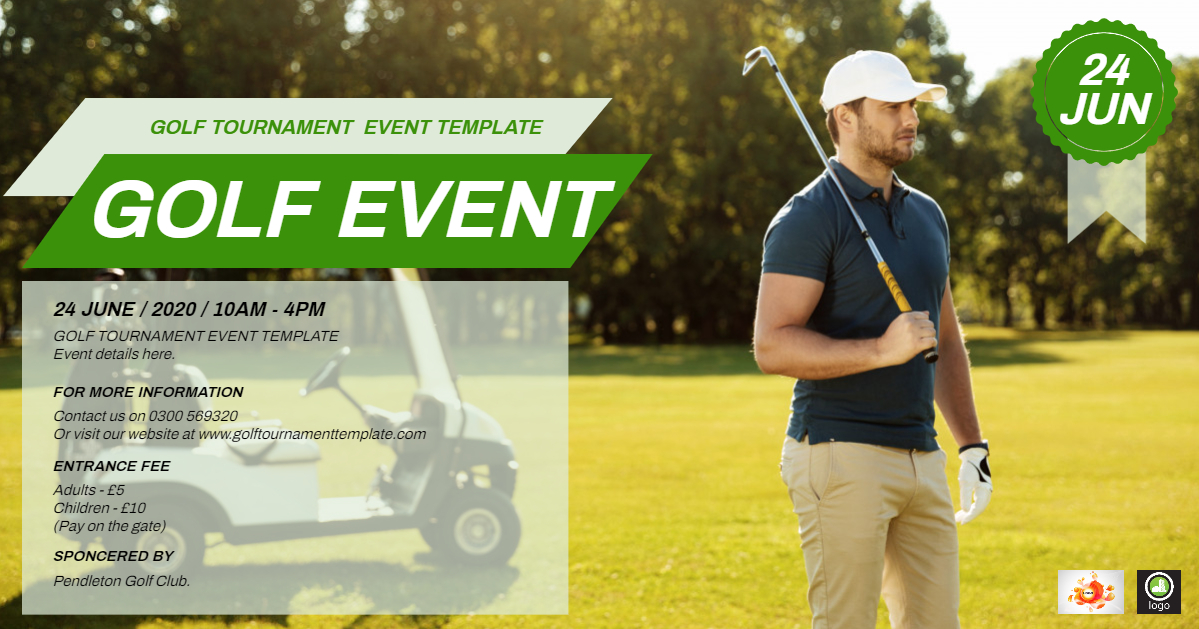 GOLF TOURNAMENT EVENT TEMPLATE
GOLF EVENT
24
JUN
24 JUNE / 2020 / 10AM - 4PM
GOLF TOURNAMENT EVENT TEMPLATE
Event details here.
FOR MORE INFORMATION
Contact us on 0300 569320
Or visit our website at www.golftournamenttemplate.com
ENTRANCE FEE
Adults - £5
Children - £10
(Pay on the gate)
SPONCERED BY
Pendleton Golf Club.
logo